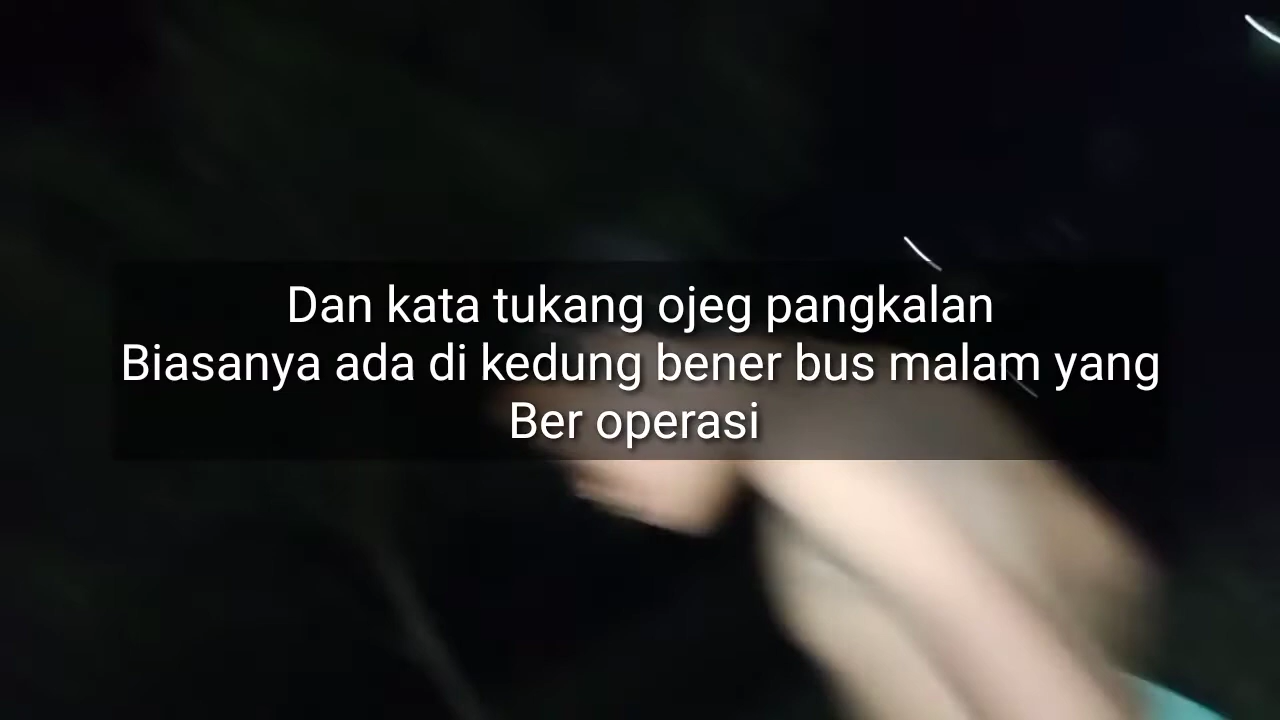 Dan kata tukang ojeg pangkalan
Biasanya ada di kedung bener bus malam yang
Ber operasi